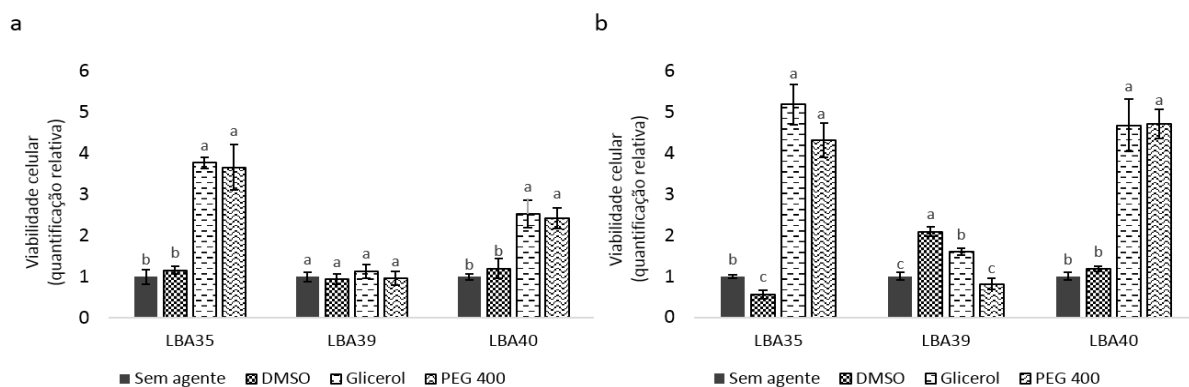 a
Viabilidade celular
(quantificação relativa)
6
5
4
3
2
1
0
b b a a
a a a a
b b a a
LBA35 LBA39 LBA40
Sem agente DMSO Glicerol PEG 400
b
Viabilidade celular
(quantificação relativa)
6
5
4
3
2
1
0
b c a a
c a b c
b b a a
LBA35 LBA39 LBA40
Sem agente DMSO Glicerol PEG 400